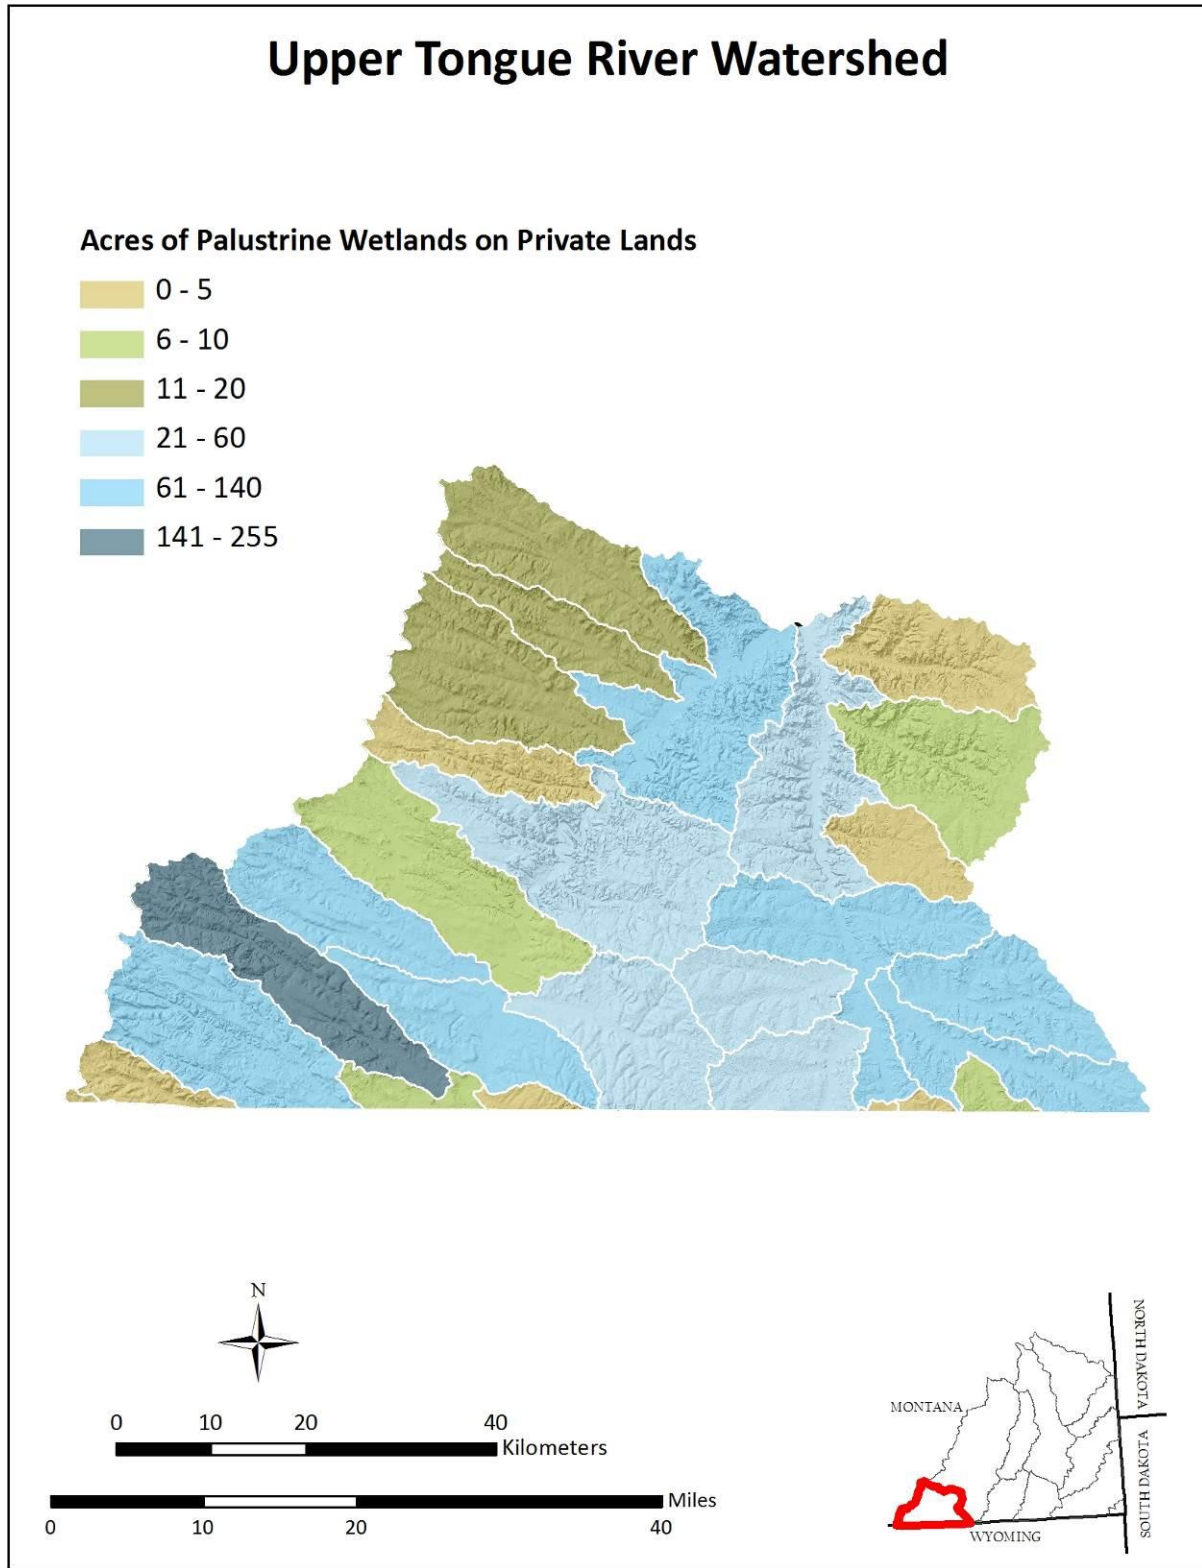 Upper Tongue River Watershed
Acres of Palustrine Wetlands on Private Lands
0 - 5
6 - 10
11 - 20
21 - 60
61 - 140
141 - 255
N
0 10 20 40
Kilometers
Miles
0 10 20 40
MONTANA
NORTH DAKOTA
SOUTH DAKOTA
WYOMING